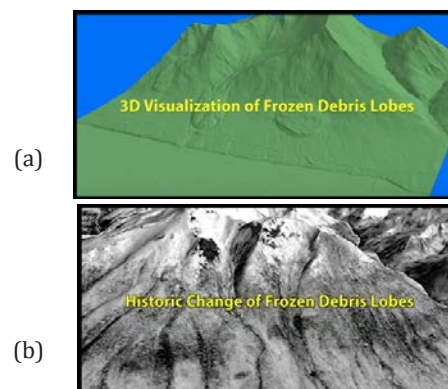 (a)
3D Visualization of Frozen Debris Lobes
(b)
Historic Change of Frozen Debris Lobes